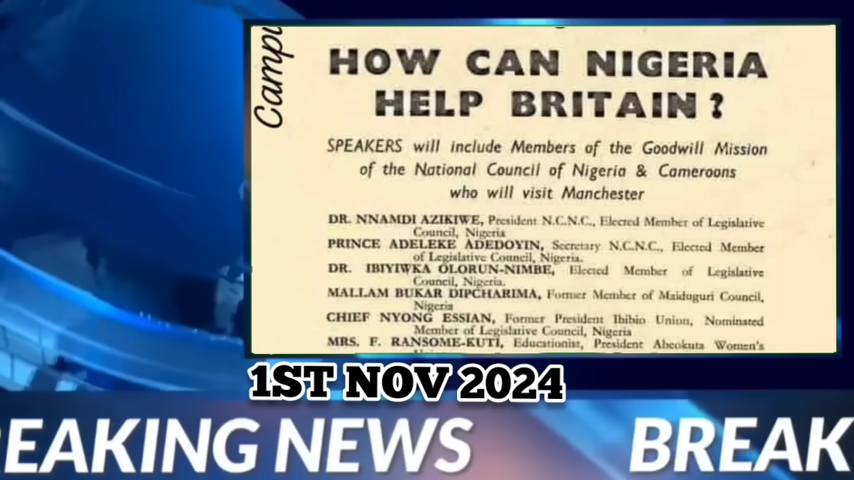 Camp
HOW CAN NIGERIA
HELP BRITAIN ?
SPEAKERS will include Members of the Goodwill Mission
of the National Council of Nigeria & Cameroons
who will visit Manchester
DR. NNAMDI AZIKIWE, President N.C.N.C., Elected Member of Legislative
Council, Nigeria
PRINCE ADELEKE ADEDOYIN, Secretary N.C.N.C., Elected Member
of Legislative Council, Nigeria.
DR. IBIYIWKA OLORUN-NIMBE, Elected Member of Legislative
Council, Nigeria.
MALLAM BUKAR DIPCHARIMA, Former Member of Maiduguri Council,
Nigeria
CHIEF NYONG ESSIAN, Former President Ibibio Union, Nominated
Member of Legislative Council, Nigeria
MRS. F. RANSOME-KUTI, Educationist, President Abeokuta Women's
1ST NOV 2024
EAKING NEWS BREAK